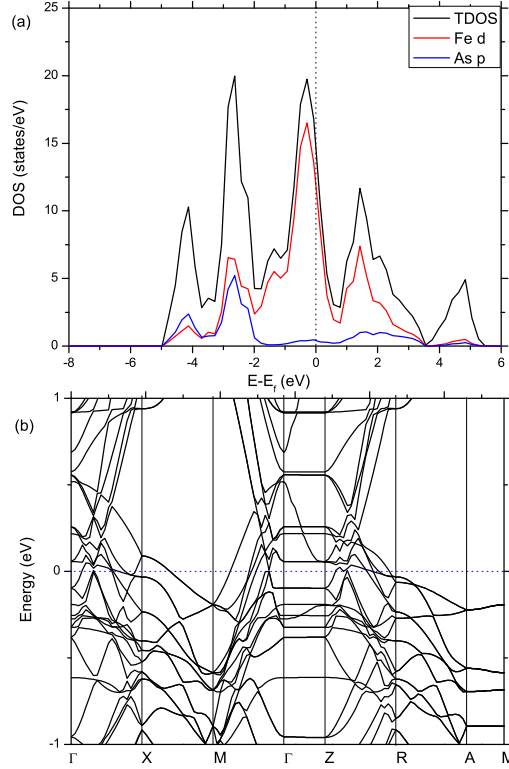 (a)
25
20
15
10
5
0
DOS (states/eV)
TDOS
Fe d
As p
-8 -6 -4 -2 0 2 4 6
E-E_f (eV)
(b)
1
0
-1
Energy (eV)
Γ X M Γ Z R A M